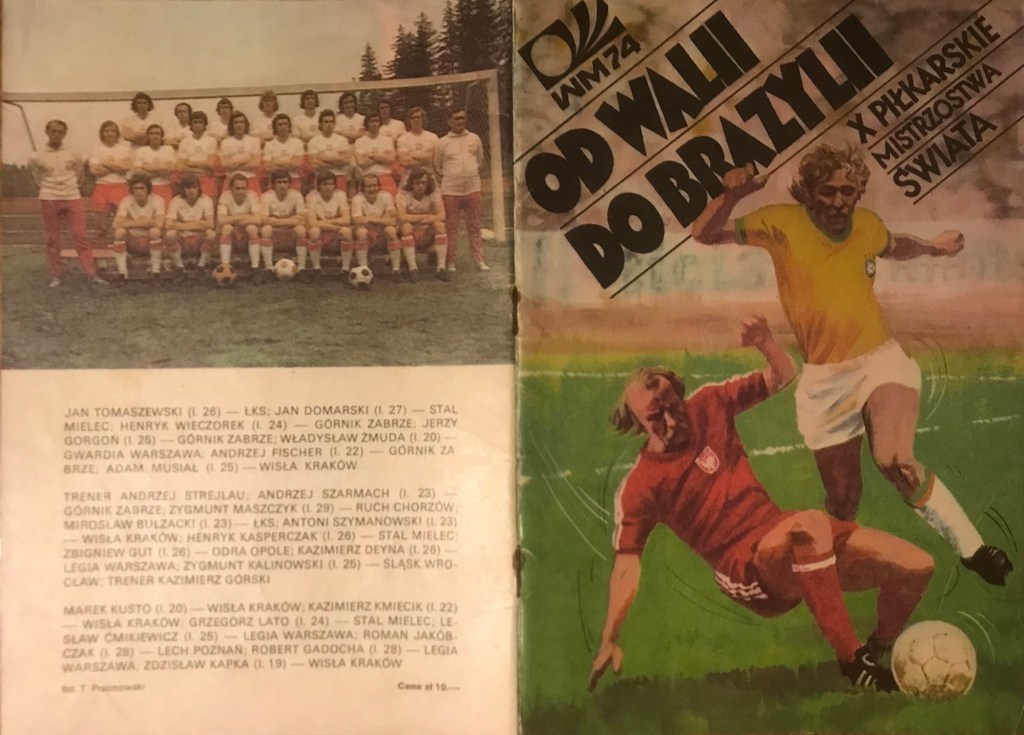 JAN TOMASZEWSKI (l. 26) — ŁKS; JAN DOMARSKI (l. 27) — STAL
MIELEC; HENRYK WIECZOREK (l. 24) — GÓRNIK ZABRZE; JERZY
GORGOŃ (l. 25) — GÓRNIK ZABRZE; WŁADYSŁAW ŻMUDA (l. 20) —
GWARDIA WARSZAWA; ANDRZEJ FISCHER (l. 22) — GÓRNIK ZA
BRZE; ADAM MUSIAŁ (l. 25) — WISŁA KRAKÓW
TRENER ANDRZEJ STREJLAU; ANDRZEJ SZARMACH (l. 23) —
GÓRNIK ZABRZE; ZYGMUNT MASZCZYK (l. 29) — RUCH CHORZÓW;
MIROSŁAW BULZACKI (l. 23) — ŁKS; ANTONI SZYMANOWSKI (l. 23)
— WISŁA KRAKÓW; HENRYK KASPERCZAK (l. 26) — STAL MIELEC;
ZBIGNIEW GUT (l. 26) — ODRA OPOLE; KAZIMIERZ DEYNA (l. 26) —
LEGIA WARSZAWA; ZYGMUNT KALINOWSKI (l. 25) — ŚLĄSK WRO-
CŁAW; TRENER KAZIMIERZ GÓRSKI
MAREK KUSTO (l. 20) — WISŁA KRAKÓW; KAZIMIERZ KMIECIK (l. 22)
— WISŁA KRAKÓW; GRZEGORZ LATO (l. 24) — STAL MIELEC; LE-
SŁAW ĆMIKIEWICZ (l. 25) — LEGIA WARSZAWA; ROMAN JAKÓB-
CZAK (l. 28) — LECH POZNAŃ; ROBERT GADOCHA (l. 28) — LEGIA
WARSZAWA; ZDZISŁAW KAPKA (l. 19) — WISŁA KRAKÓW
fot. T. Prażmowski
Cena zł 10,—
WM74
OD WALII
DO BRAZYLII
X PIŁKARSKIE
MISTRZOSTWA
ŚWIATA